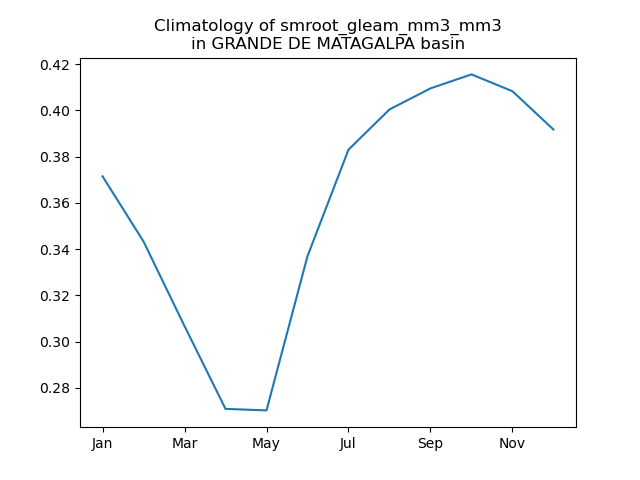 Climatology of smroot_gleam_mm3_mm3
in GRANDE DE MATAGALPA basin
0.42
0.40
0.38
0.36
0.34
0.32
0.30
0.28
Jan Mar May Jul Sep Nov